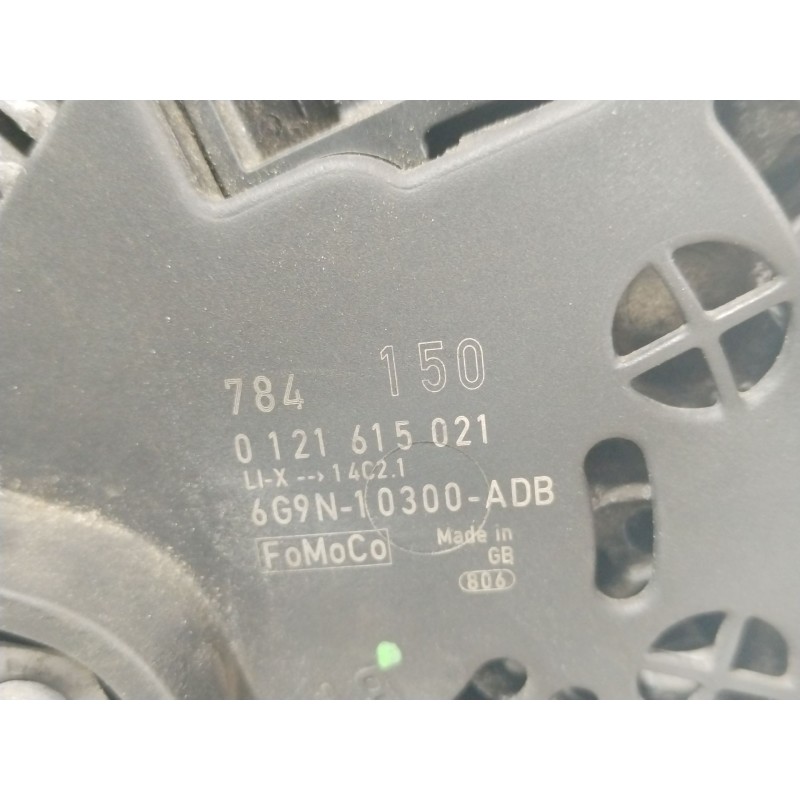 784 150
0 121 615 021
LI-X --> 14C2.1
6G9N-10300-ADB
FoMoCo Made in
GB
806